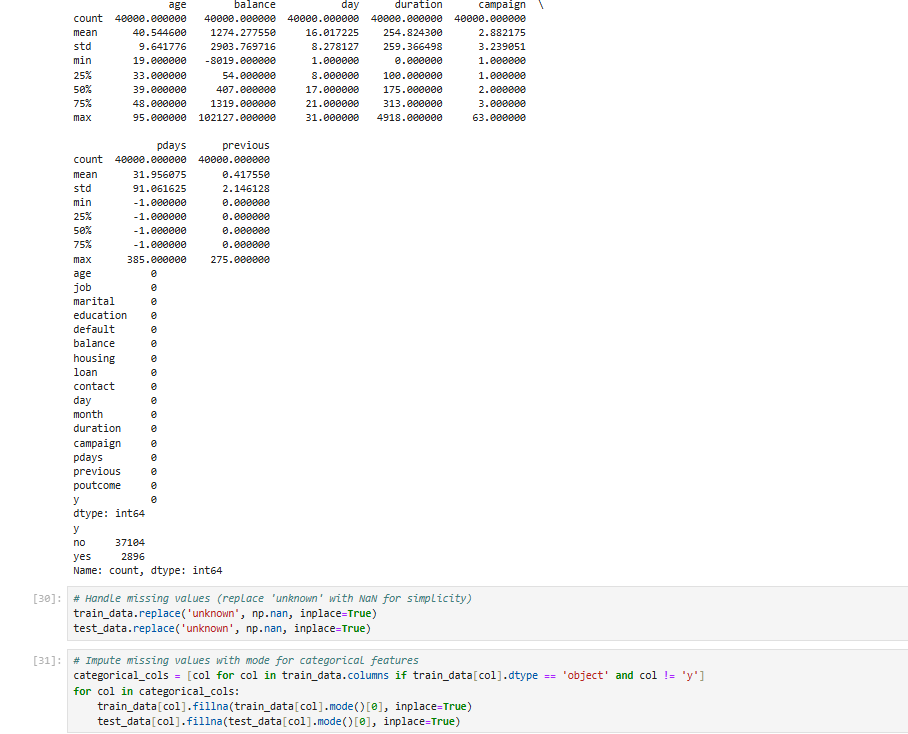 age balance day duration campaign \
count 40000.000000 40000.000000 40000.000000 40000.000000 40000.000000
mean 40.544600 1274.277550 16.017225 254.824300 2.882175
std 9.641776 2903.769716 8.278127 259.366498 3.239051
min 19.000000 -8019.000000 1.000000 0.000000 1.000000
25% 33.000000 54.000000 8.000000 100.000000 1.000000
50% 39.000000 407.000000 17.000000 175.000000 2.000000
75% 48.000000 1319.000000 21.000000 313.000000 3.000000
max 95.000000 102127.000000 31.000000 4918.000000 63.000000
pdays previous
count 40000.000000 40000.000000
mean 31.956075 0.417550
std 91.061625 2.146128
min -1.000000 0.000000
25% -1.000000 0.000000
50% -1.000000 0.000000
75% -1.000000 0.000000
max 385.000000 275.000000
age 0
job 0
marital 0
education 0
default 0
balance 0
housing 0
loan 0
contact 0
day 0
month 0
duration 0
campaign 0
pdays 0
previous 0
poutcome 0
y 0
dtype: int64
y
no 37104
yes 2896
Name: count, dtype: int64
[30]: # Handle missing values (replace 'unknown' with NaN for simplicity)
train_data.replace('unknown', np.nan, inplace=True)
test_data.replace('unknown', np.nan, inplace=True)
[31]: # Impute missing values with mode for categorical features
categorical_cols = [col for col in train_data.columns if train_data[col].dtype == 'object' and col != 'y']
for col in categorical_cols:
    train_data[col].fillna(train_data[col].mode()[0], inplace=True)
    test_data[col].fillna(test_data[col].mode()[0], inplace=True)